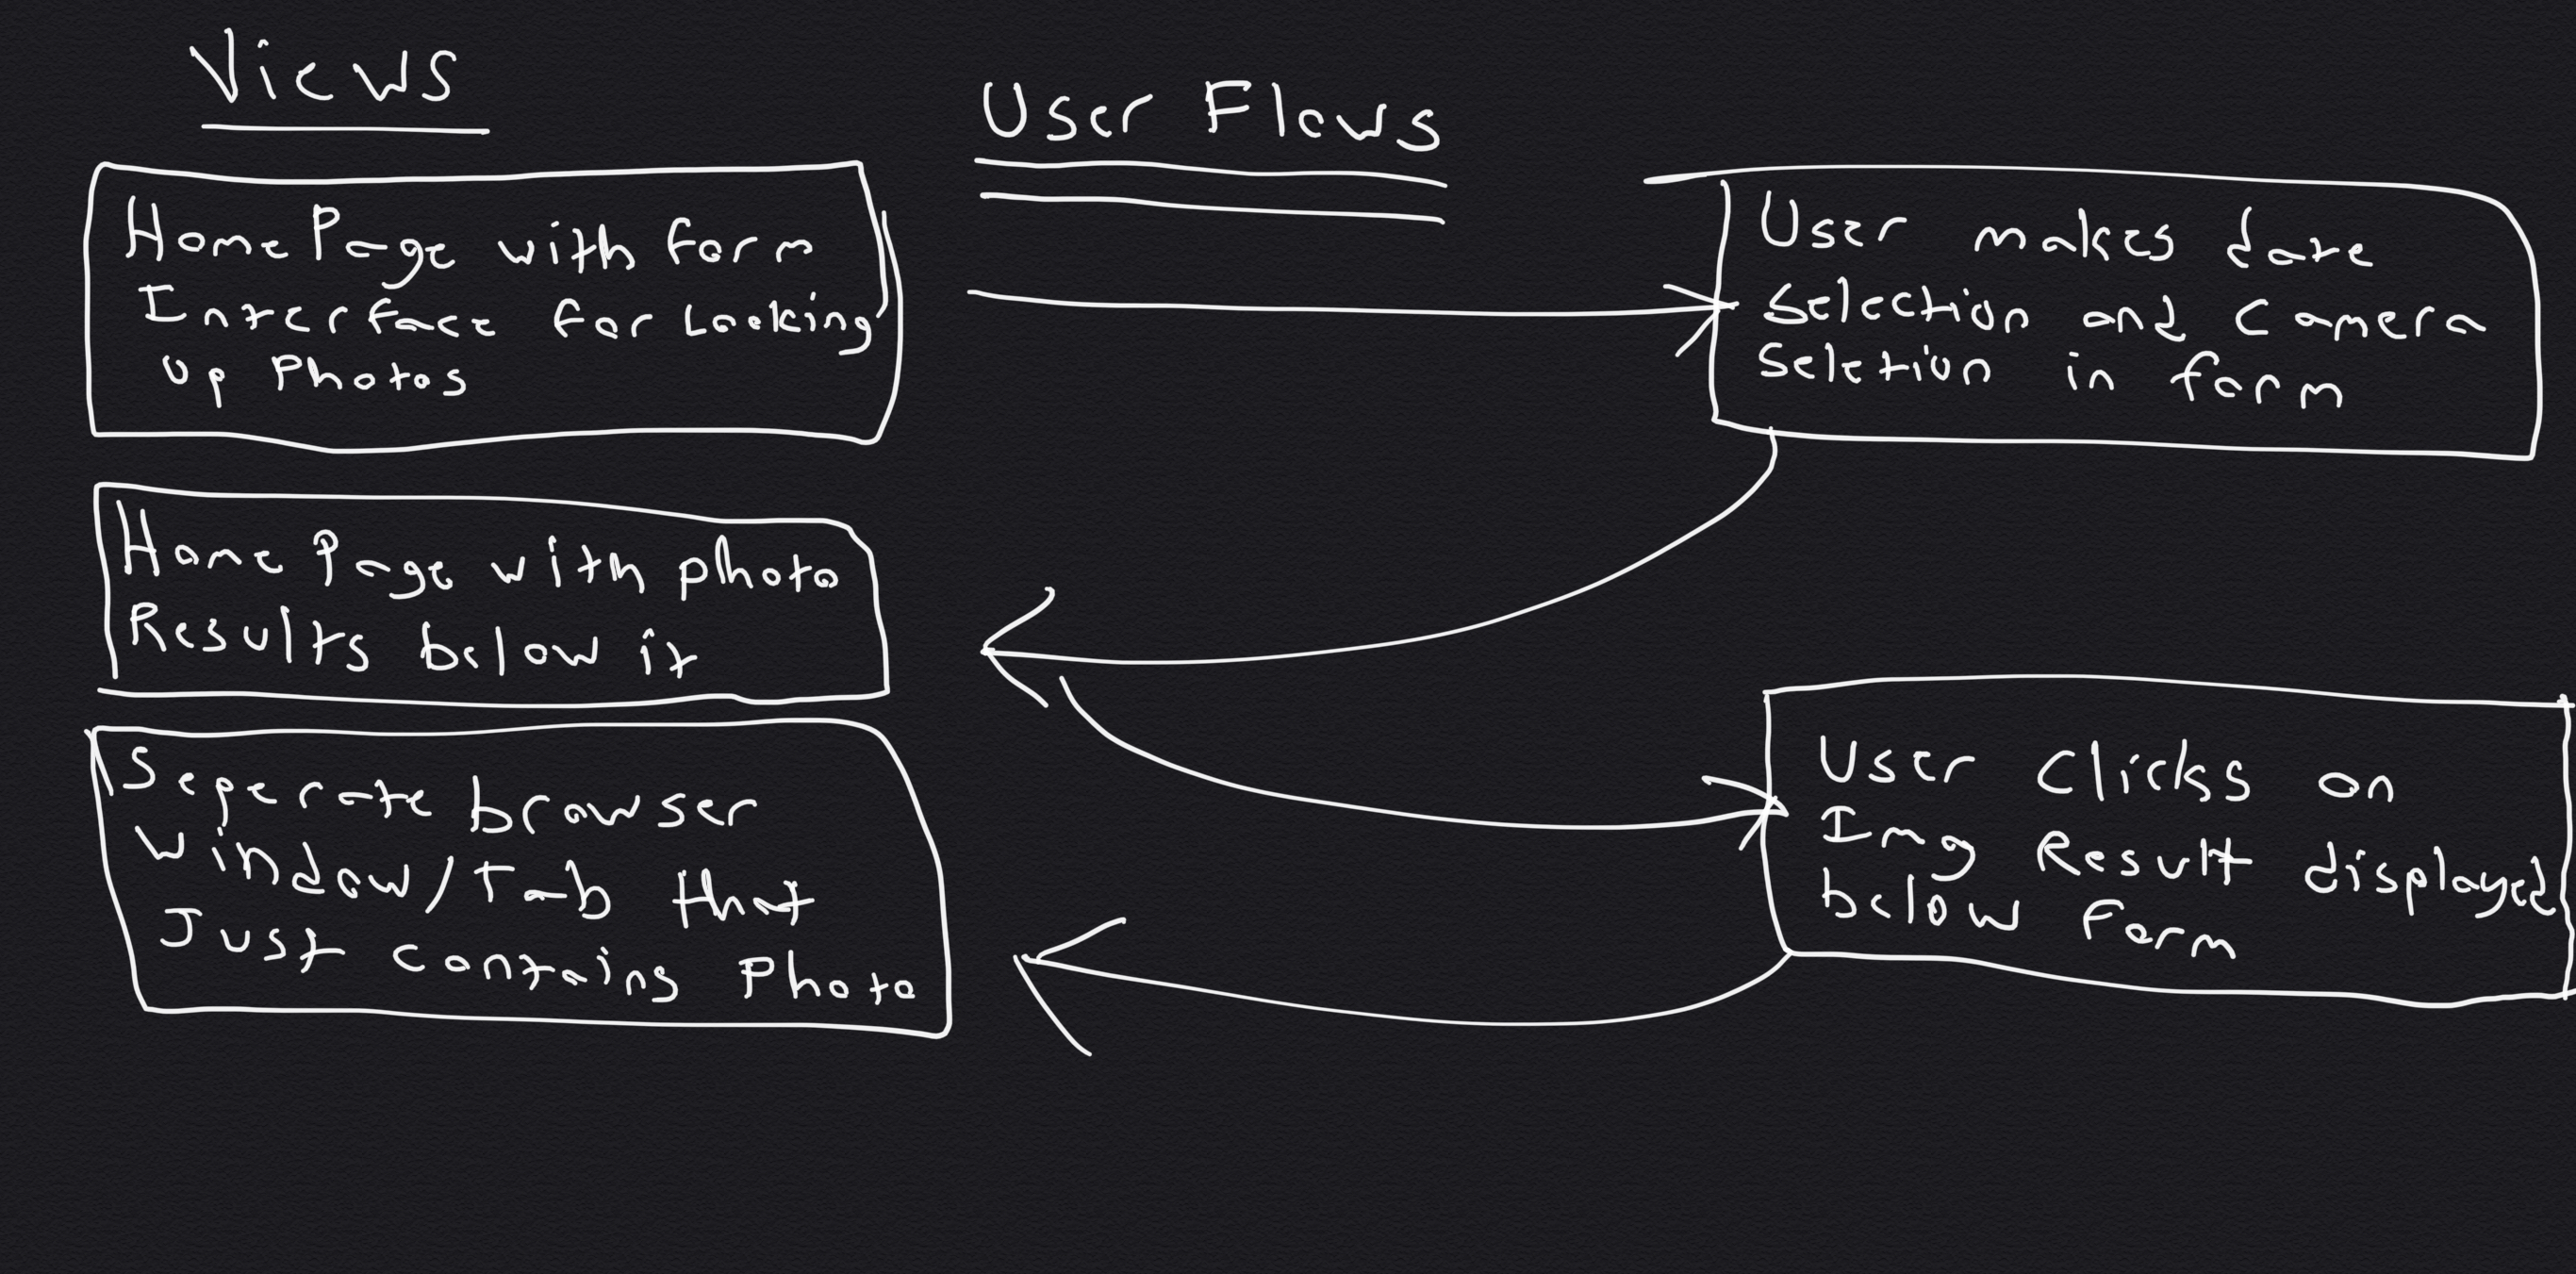 Views
User Flows
Home Page with form
Interface for Looking
Up Photos
User makes date
Selection and Camera
Seletion in form
Home Page with photo
Results below it
Seperate browser
Window/Tab that
Just contains Photo
User Clicks on
Img Result displayed
below Form